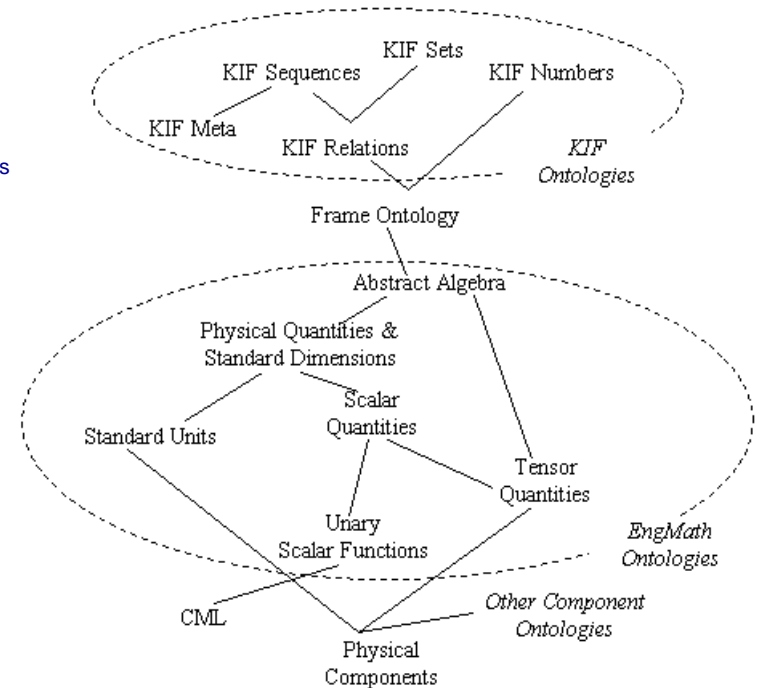 KIF Sets
KIF Sequences
KIF Numbers
KIF Meta
KIF Relations
KIF
Ontologies
s
Frame Ontology
Abstract Algebra
Physical Quantities &
Standard Dimensions
Scalar
Quantities
Standard Units
Tensor
Quantities
Unary
Scalar Functions
EngMath
Ontologies
CML
Other Component
Ontologies
Physical
Components